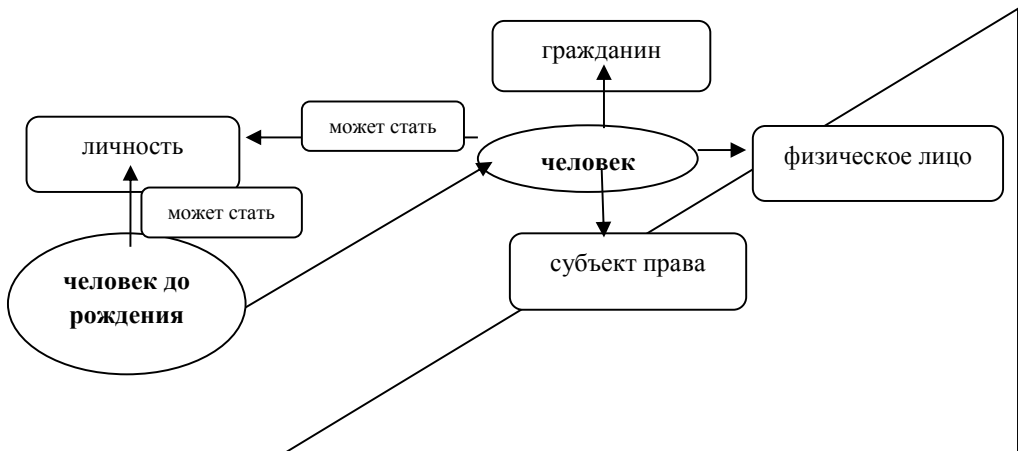 гражданин
может стать
личность
человек
физическое лицо
может стать
субъект права
человек до
рождения